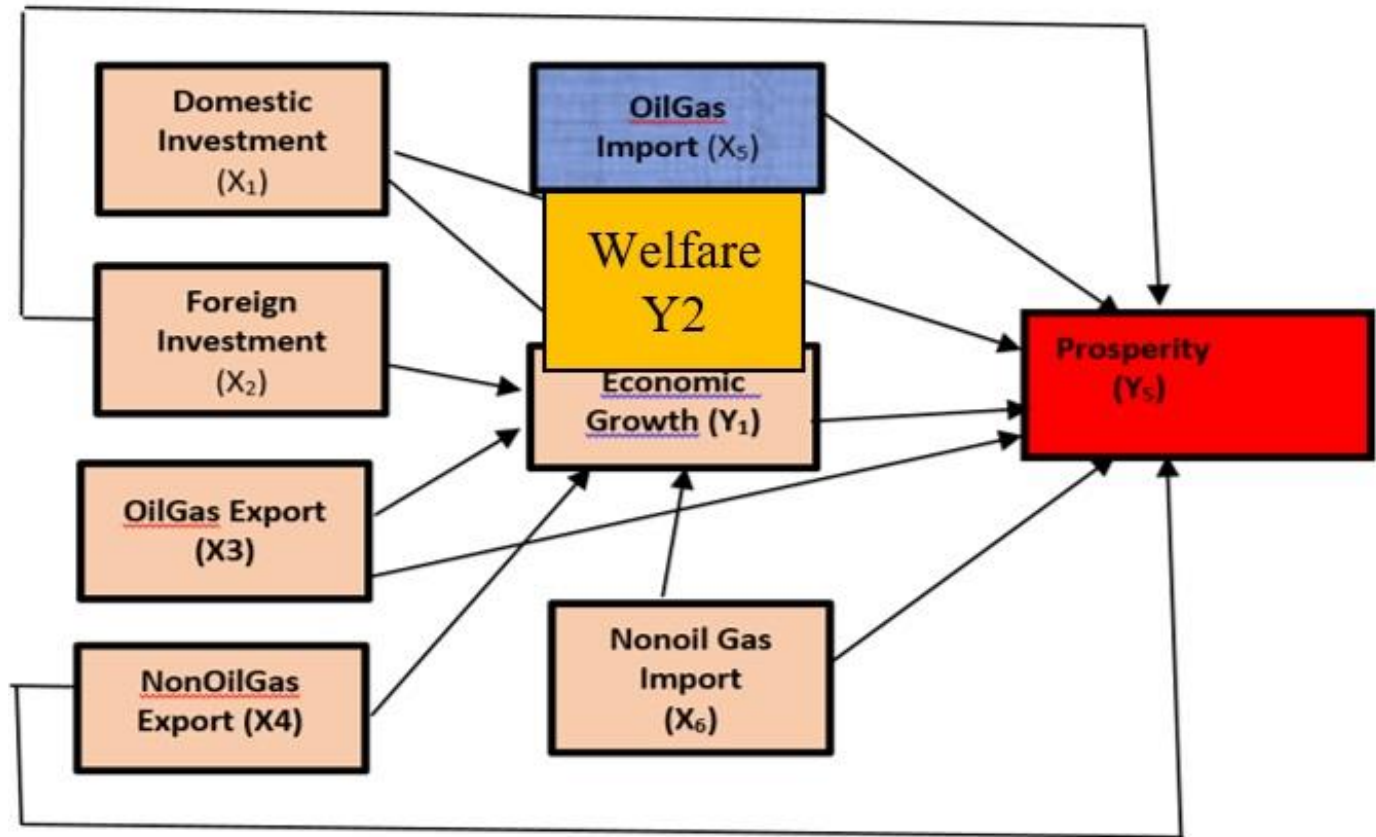 Domestic
Investment
(X₁)
OilGas
Import (X₅)
Welfare
Y2
Foreign
Investment
(X₂)
Economic
Growth (Y₁)
Prosperity
(Y₅)
OilGas Export
(X3)
NonOilGas
Export (X4)
Nonoil Gas
Import
(X₆)